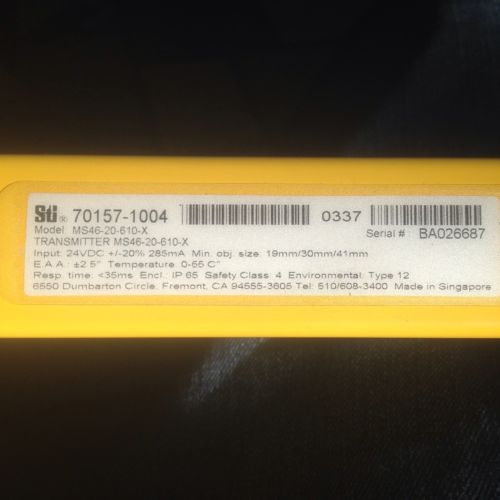 Sti ® 70157-1004 0337
Model: MS46-20-610-X Serial# : BA026687
TRANSMITTER MS46-20-610-X
Input: 24VDC +/-20% 285mA Min. obj. size: 19mm/30mm/41mm
E.A.A.: ±2.5° Temperature: 0-55 C°
Resp. time: <35ms Encl.: IP 65 Safety Class: 4 Environmental: Type 12
6550 Dumbarton Circle, Fremont, CA 94555-3605 Tel: 510/608-3400 Made in Singapore